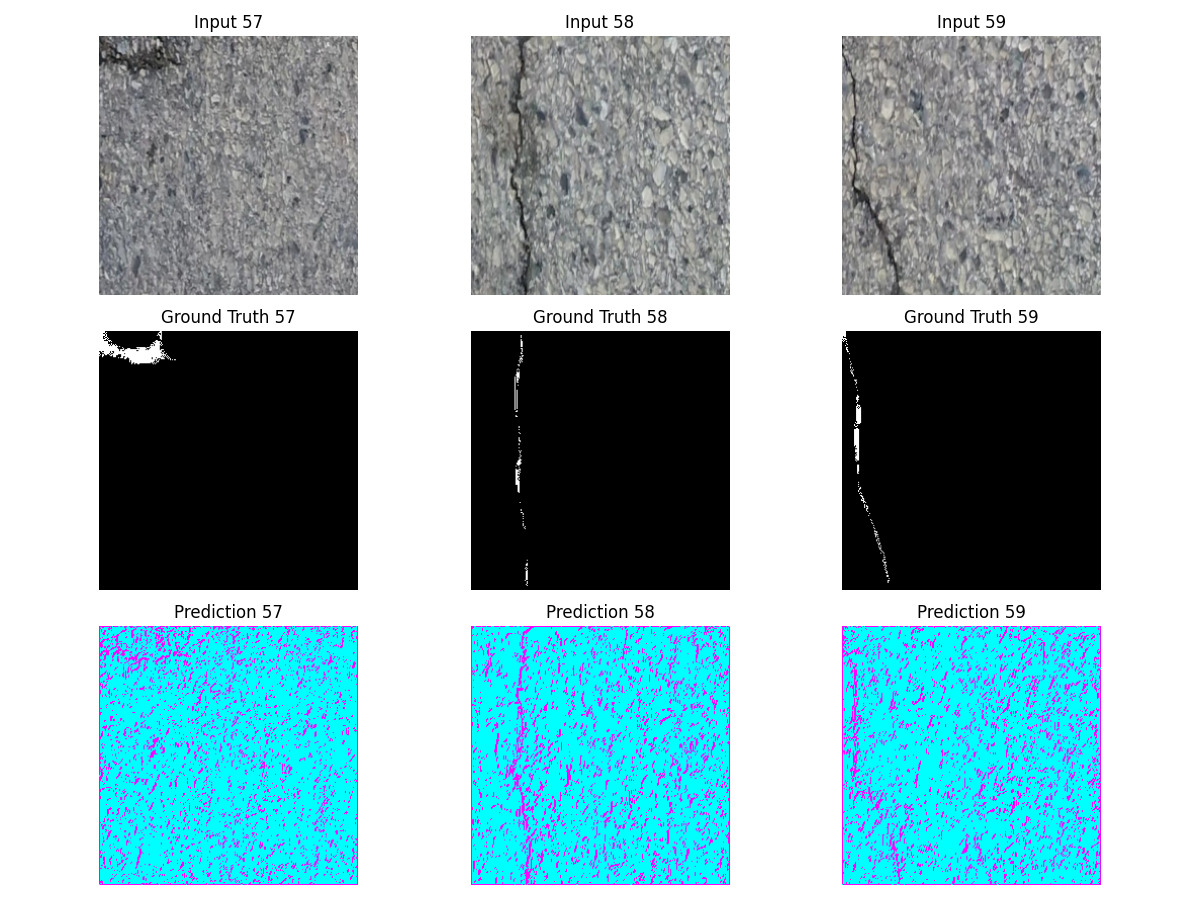 Input 57
Input 58
Input 59
Ground Truth 57
Ground Truth 58
Ground Truth 59
Prediction 57
Prediction 58
Prediction 59